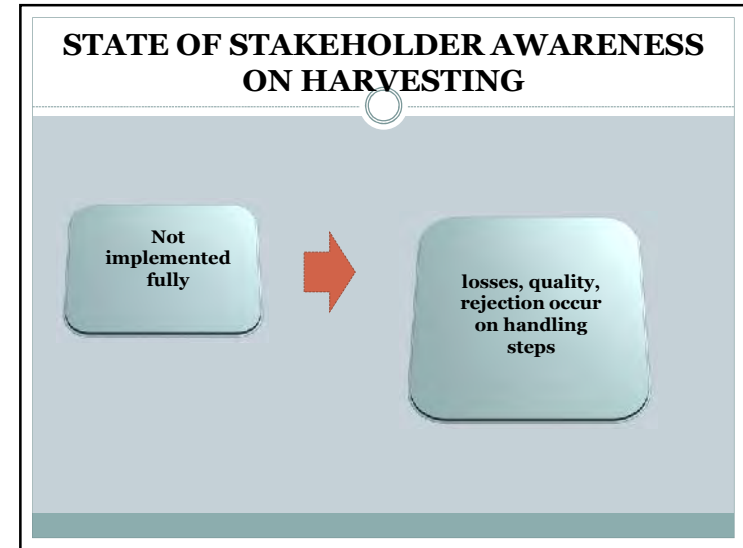 STATE OF STAKEHOLDER AWARENESS
ON HARVESTING
Not
implemented
fully
losses, quality,
rejection occur
on handling
steps